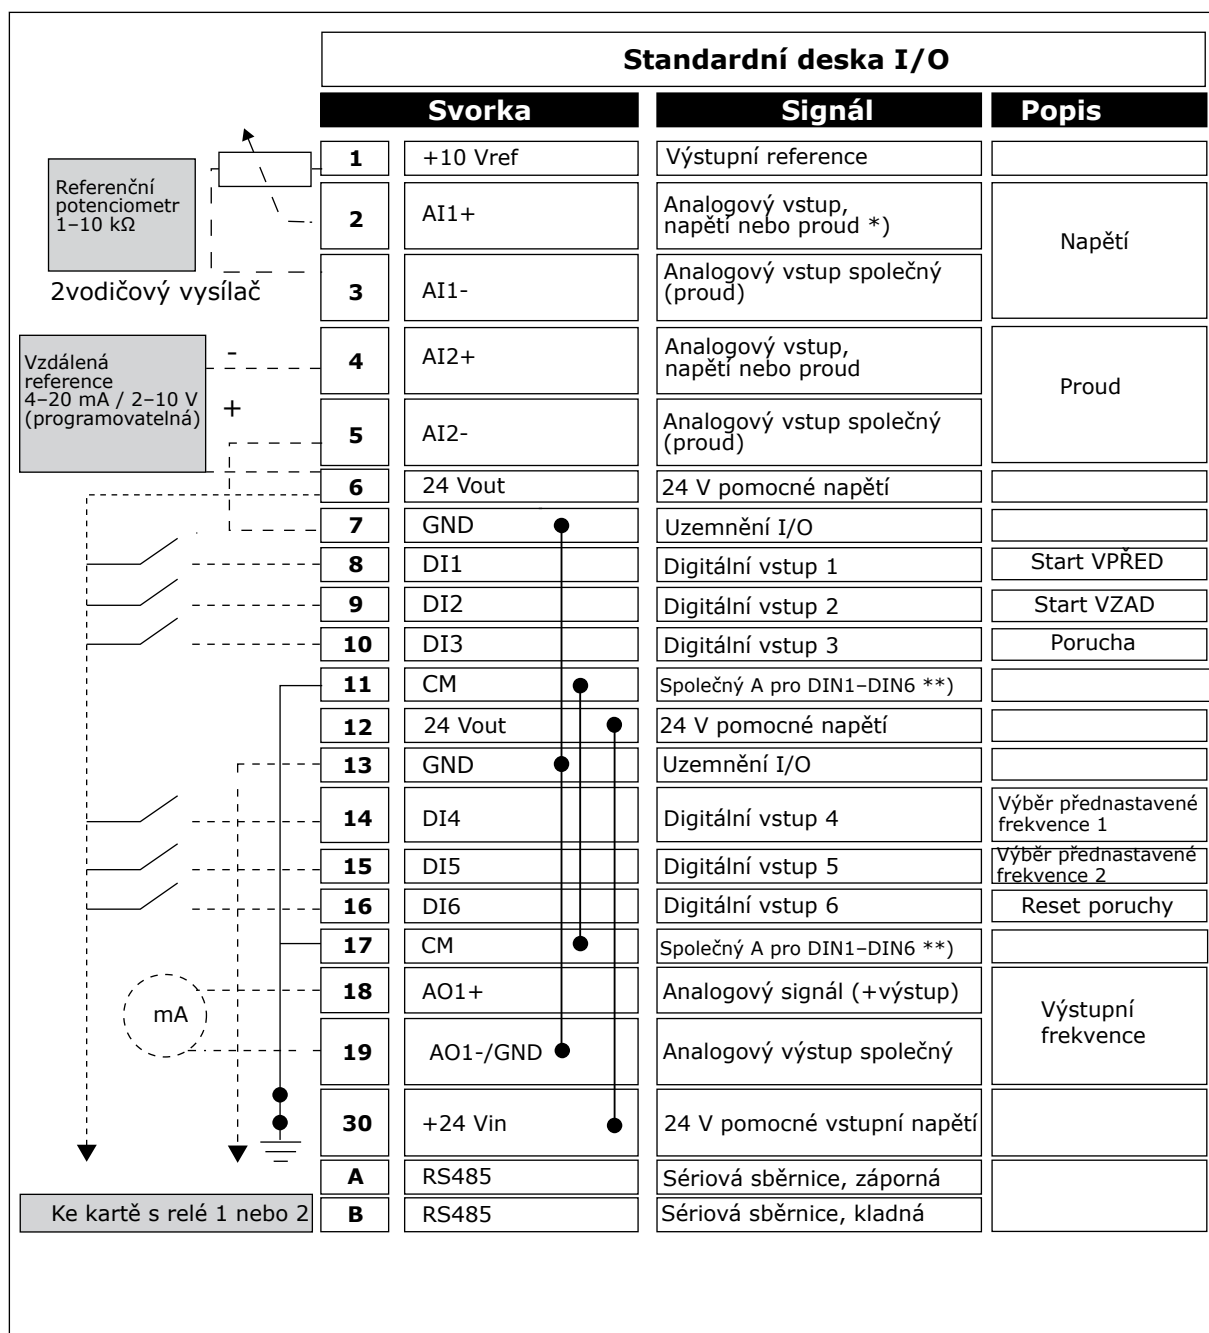 Standardní deska I/O
Svorka Signál Popis
1 +10 Vref Výstupní reference
Referenční
potenciometr
1–10 kΩ
2 AI1+ Analogový vstup,
napětí nebo proud *)
Napětí
3 AI1- Analogový vstup společný
(proud)
2vodičový vysílač
4 AI2+ Analogový vstup,
napětí nebo proud
Vzdálená
reference
4–20 mA / 2–10 V
(programovatelná)
-
+
Proud
5 AI2- Analogový vstup společný
(proud)
6 24 Vout 24 V pomocné napětí
7 GND Uzemnění I/O
8 DI1 Digitální vstup 1 Start VPŘED
9 DI2 Digitální vstup 2 Start VZAD
10 DI3 Digitální vstup 3 Porucha
11 CM Společný A pro DIN1–DIN6 **)
12 24 Vout 24 V pomocné napětí
13 GND Uzemnění I/O
14 DI4 Digitální vstup 4 Výběr přednastavené
frekvence 1
15 DI5 Digitální vstup 5 Výběr přednastavené
frekvence 2
16 DI6 Digitální vstup 6 Reset poruchy
17 CM Společný A pro DIN1–DIN6 **)
18 AO1+ Analogový signál (+výstup)
mA
Výstupní
frekvence
19 AO1-/GND Analogový výstup společný
30 +24 Vin 24 V pomocné vstupní napětí
A RS485 Sériová sběrnice, záporná
B RS485 Sériová sběrnice, kladná
Ke kartě s relé 1 nebo 2